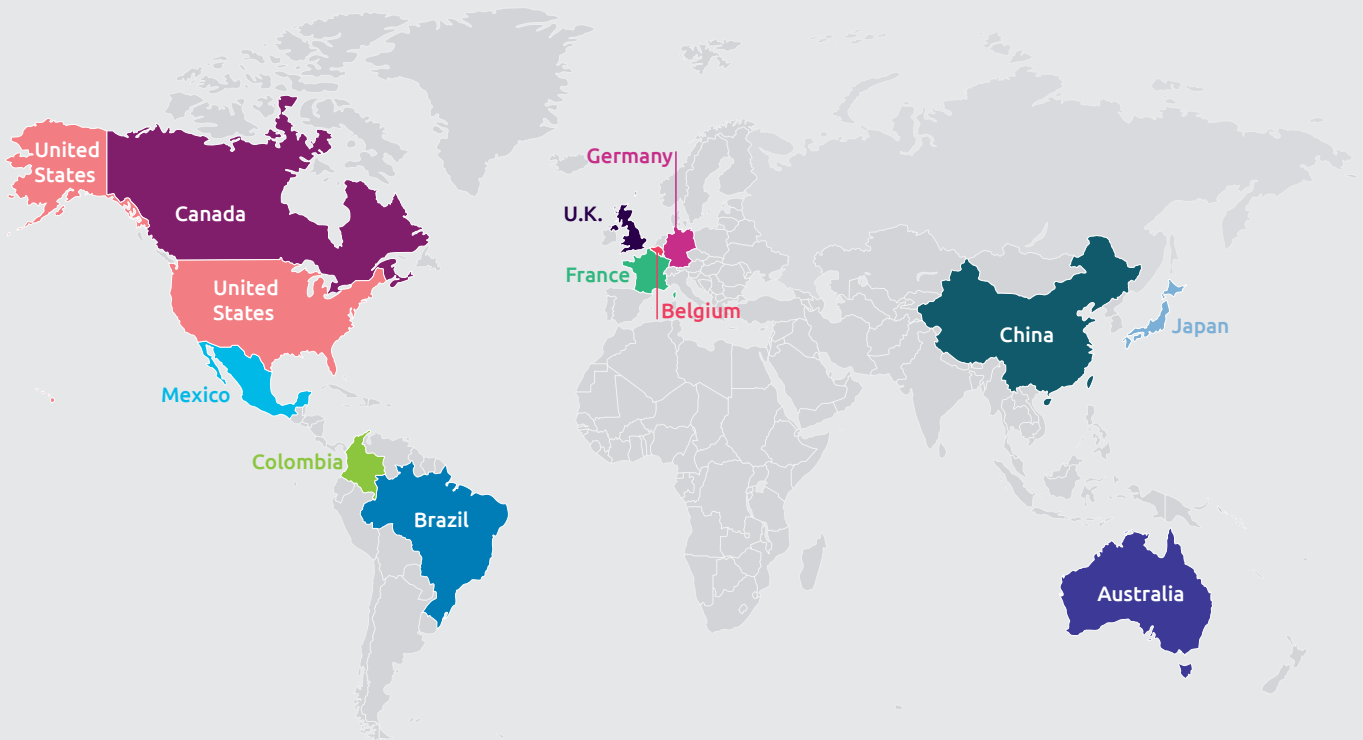 United
States
Canada
United
States
Mexico
Colombia
Brazil
Germany
U.K.
France
Belgium
China
Japan
Australia